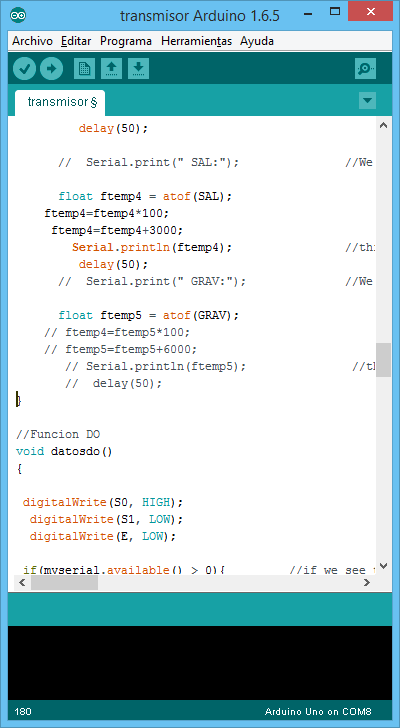 transmisor Arduino 1.6.5
Archivo Editar Programa Herramientas Ayuda
transmisor §
delay(50);
//  Serial.print(" SAL:");               //We
float ftemp4 = atof(SAL);
ftemp4=ftemp4*100;
ftemp4=ftemp4+3000;
Serial.println(ftemp4);                //thi
delay(50);
//  Serial.print(" GRAV:");              //We
float ftemp5 = atof(GRAV);
// ftemp4=ftemp5*100;
// ftemp5=ftemp5+6000;
// Serial.println(ftemp5);               //th
//  delay(50);
}
//Funcion DO
void datosdo()
{
digitalWrite(S0, HIGH);
digitalWrite(S1, LOW);
digitalWrite(E, LOW);
if(myserial.available() > 0){         //if we see
180 Arduino Uno on COM8